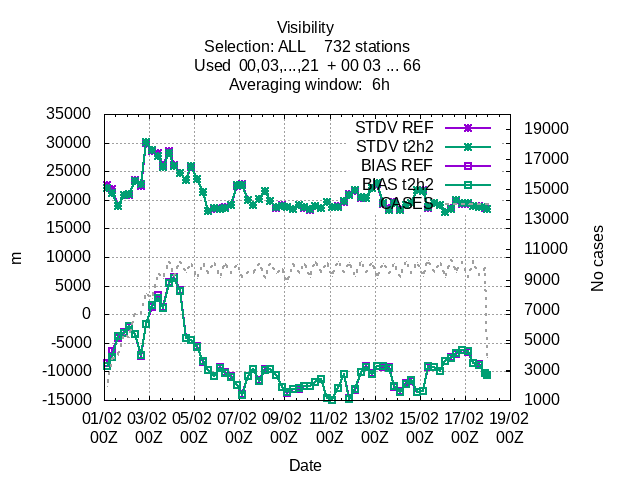 Visibility
Selection: ALL 732 stations
Used 00,03,...,21 + 00 03 ... 66
Averaging window: 6h
35000
30000
25000
20000
15000
10000
5000
0
-5000
-10000
-15000
m
STDV REF
STDV t2h2
BIAS REF
BIAS t2h2
CASES
19000
17000
15000
13000
11000
9000
7000
5000
3000
1000
No cases
01/02 03/02 05/02 07/02 09/02 11/02 13/02 15/02 17/02 19/02
00Z 00Z 00Z 00Z 00Z 00Z 00Z 00Z 00Z 00Z
Date